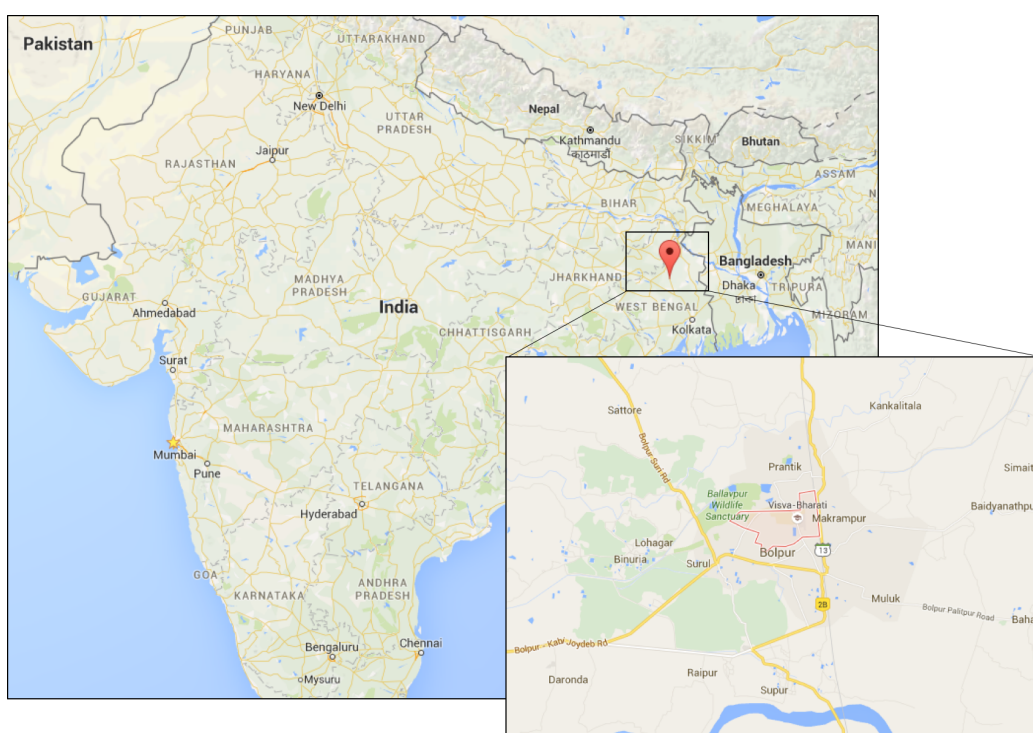 Pakistan
PUNJAB
UTTARAKHAND
HARYANA
New Delhi
UTTAR
PRADESH
Nepal
Kathmandu
काठमाडौं
SIKKIM
Bhutan
ASSAM
Jaipur
RAJASTHAN
BIHAR
MEGHALAYA
N
MANI
Bangladesh
Dhaka
ঢাকা
TRIPURA
MIZORAM
GUJARAT
Ahmedabad
MADHYA
PRADESH
India
JHARKHAND
WEST BENGAL
Kolkata
CHHATTISGARH
Surat
MAHARASHTRA
Mumbai
Pune
TELANGANA
Hyderabad
GOA
KARNATAKA
ANDHRA
PRADESH
Bengaluru
Chennai
Mysuru
Sattore
Kankalitala
Bolpur Suri Rd
Prantik
Simait
Ballavpur
Wildlife
Sanctuary
Visva-Bharati
Makrampur
Baidyanathpu
Lohagar
Binuria
Surul
Bolpur
13
2B
Muluk
Bolpur Palitpur Road
Baha
Bolpur - Kabi Joydeb Rd
Daronda
Raipur
Supur